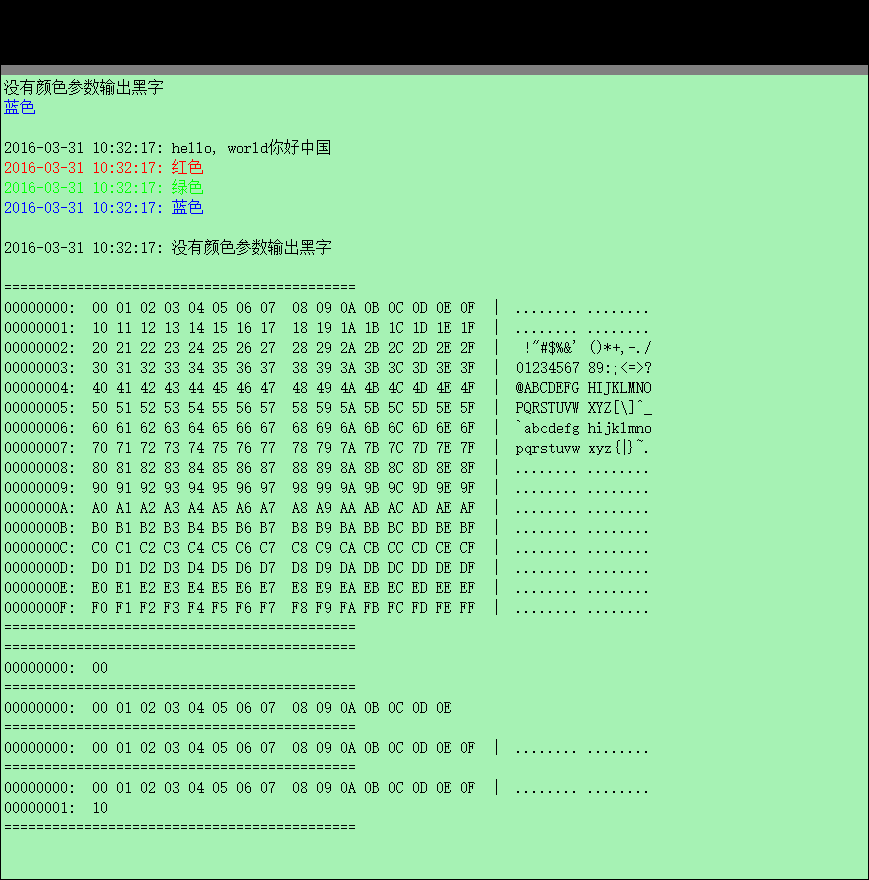 没有颜色参数输出黑字
蓝色
2016-03-31 10:32:17: hello, world你好中国
2016-03-31 10:32:17: 红色
2016-03-31 10:32:17: 绿色
2016-03-31 10:32:17: 蓝色
2016-03-31 10:32:17: 没有颜色参数输出黑字
============================================
00000000:  00 01 02 03 04 05 06 07  08 09 0A 0B 0C 0D 0E 0F  |  ........ ........
00000001:  10 11 12 13 14 15 16 17  18 19 1A 1B 1C 1D 1E 1F  |  ........ ........
00000002:  20 21 22 23 24 25 26 27  28 29 2A 2B 2C 2D 2E 2F  |   !"#$%&' ()*+,-./
00000003:  30 31 32 33 34 35 36 37  38 39 3A 3B 3C 3D 3E 3F  |  01234567 89:;<=>?
00000004:  40 41 42 43 44 45 46 47  48 49 4A 4B 4C 4D 4E 4F  |  @ABCDEFG HIJKLMNO
00000005:  50 51 52 53 54 55 56 57  58 59 5A 5B 5C 5D 5E 5F  |  PQRSTUVW XYZ[\]^_
00000006:  60 61 62 63 64 65 66 67  68 69 6A 6B 6C 6D 6E 6F  |  `abcdefg hijklmno
00000007:  70 71 72 73 74 75 76 77  78 79 7A 7B 7C 7D 7E 7F  |  pqrstuvw xyz{|}~.
00000008:  80 81 82 83 84 85 86 87  88 89 8A 8B 8C 8D 8E 8F  |  ........ ........
00000009:  90 91 92 93 94 95 96 97  98 99 9A 9B 9C 9D 9E 9F  |  ........ ........
0000000A:  A0 A1 A2 A3 A4 A5 A6 A7  A8 A9 AA AB AC AD AE AF  |  ........ ........
0000000B:  B0 B1 B2 B3 B4 B5 B6 B7  B8 B9 BA BB BC BD BE BF  |  ........ ........
0000000C:  C0 C1 C2 C3 C4 C5 C6 C7  C8 C9 CA CB CC CD CE CF  |  ........ ........
0000000D:  D0 D1 D2 D3 D4 D5 D6 D7  D8 D9 DA DB DC DD DE DF  |  ........ ........
0000000E:  E0 E1 E2 E3 E4 E5 E6 E7  E8 E9 EA EB EC ED EE EF  |  ........ ........
0000000F:  F0 F1 F2 F3 F4 F5 F6 F7  F8 F9 FA FB FC FD FE FF  |  ........ ........
============================================
============================================
00000000:  00
============================================
00000000:  00 01 02 03 04 05 06 07  08 09 0A 0B 0C 0D 0E
============================================
00000000:  00 01 02 03 04 05 06 07  08 09 0A 0B 0C 0D 0E 0F  |  ........ ........
============================================
00000000:  00 01 02 03 04 05 06 07  08 09 0A 0B 0C 0D 0E 0F  |  ........ ........
00000001:  10
============================================